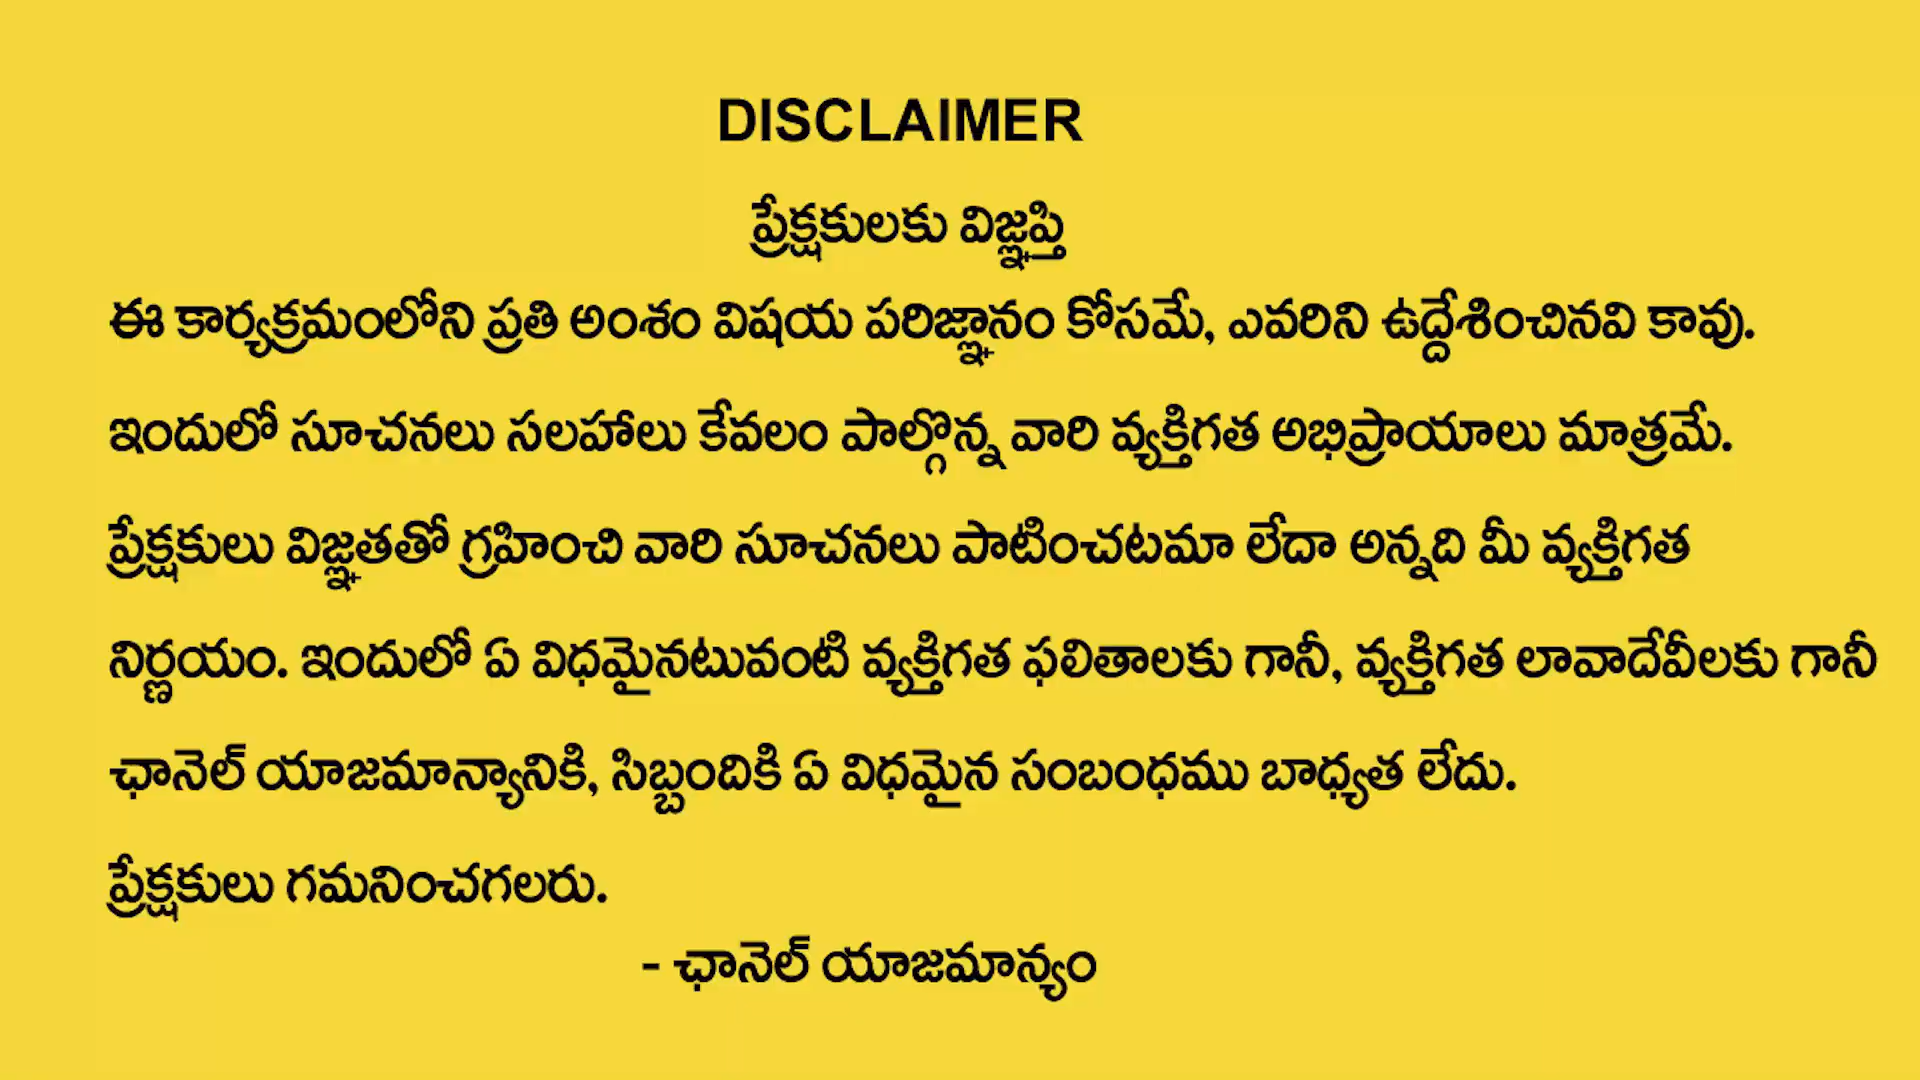 DISCLAIMER
ప్రేక్షకులకు విజ్ఞప్తి
ఈ కార్యక్రమంలోని ప్రతి అంశం విషయ పరిజ్ఞానం కోసమే, ఎవరిని ఉద్దేశించినవి కావు.
ఇందులో సూచనలు సలహాలు కేవలం పాల్గొన్న వారి వ్యక్తిగత అభిప్రాయాలు మాత్రమే.
ప్రేక్షకులు విజ్ఞతతో గ్రహించి వారి సూచనలు పాటించటమా లేదా అన్నది మీ వ్యక్తిగత
నిర్ణయం. ఇందులో ఏ విధమైనటువంటి వ్యక్తిగత ఫలితాలకు గానీ, వ్యక్తిగత లావాదేవీలకు గానీ
ఛానెల్ యాజమాన్యానికి, సిబ్బందికి ఏ విధమైన సంబంధము బాధ్యత లేదు.
ప్రేక్షకులు గమనించగలరు.
- ఛానెల్ యాజమాన్యం